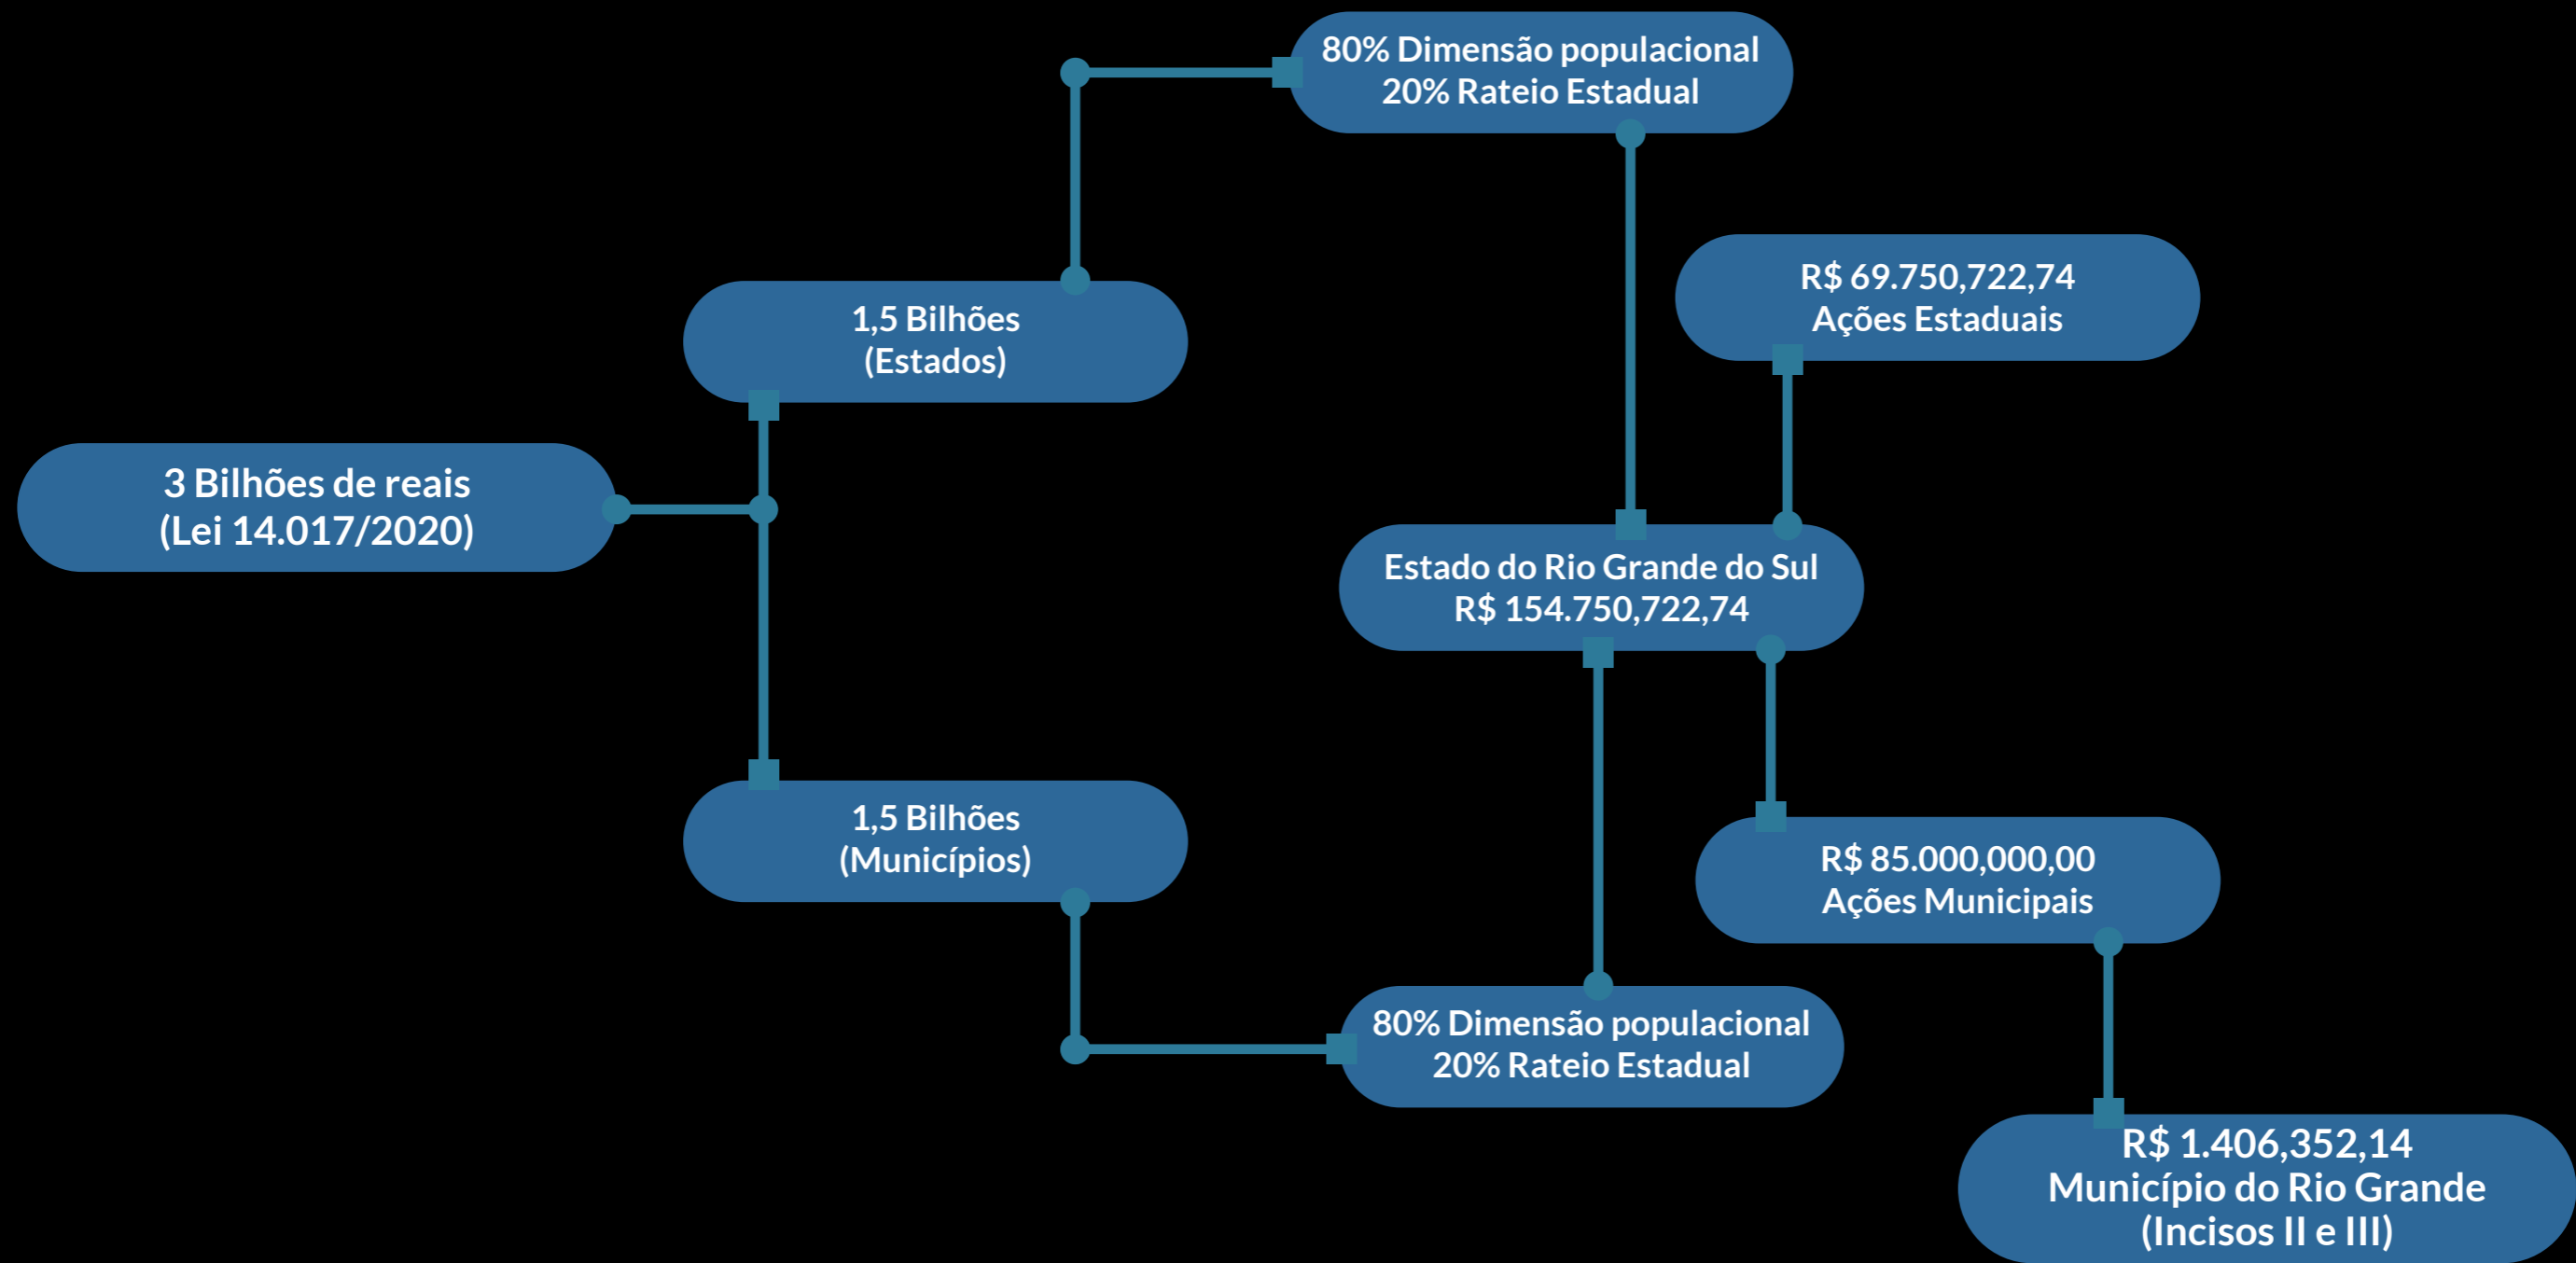 80% Dimensão populacional
20% Rateio Estadual
R$ 69.750,722,74
Ações Estaduais
1,5 Bilhões
(Estados)
3 Bilhões de reais
(Lei 14.017/2020)
Estado do Rio Grande do Sul
R$ 154.750,722,74
1,5 Bilhões
(Municípios)
R$ 85.000,000,00
Ações Municipais
80% Dimensão populacional
20% Rateio Estadual
R$ 1.406,352,14
Município do Rio Grande
(Incisos II e III)